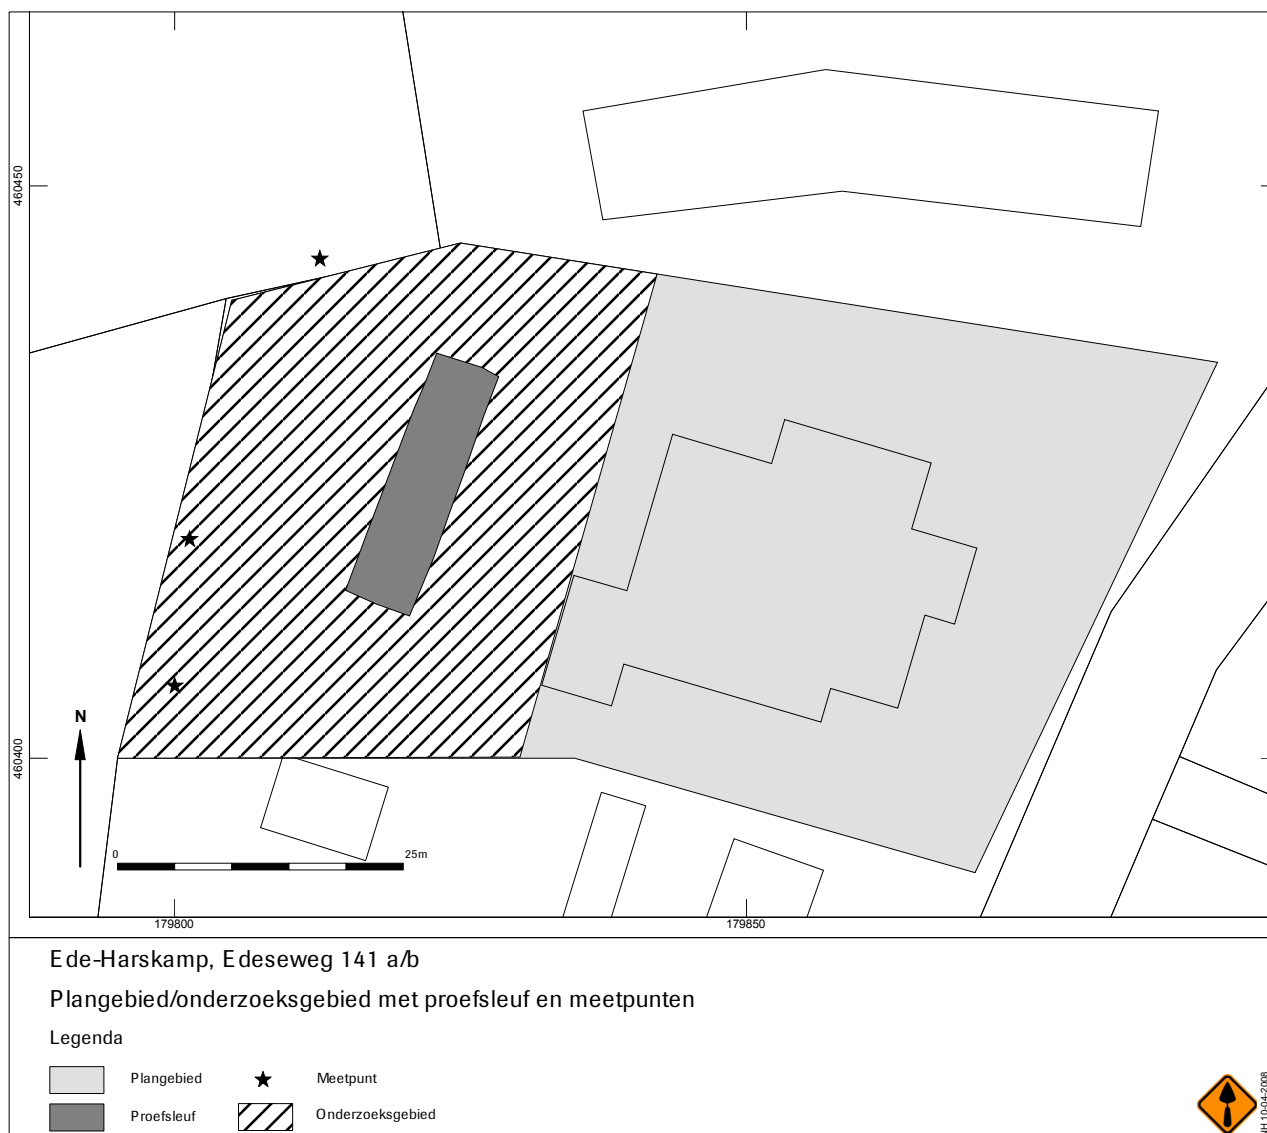 460450
460400
N
0 25m
179800 179850
Ede-Harskamp, Edeseweg 141 a/b
Plangebied/onderzoeksgebied met proefsleuf en meetpunten
Legenda
Plangebied Meetpunt
Proefsleuf Onderzoeksgebied
NH 10-04-2008